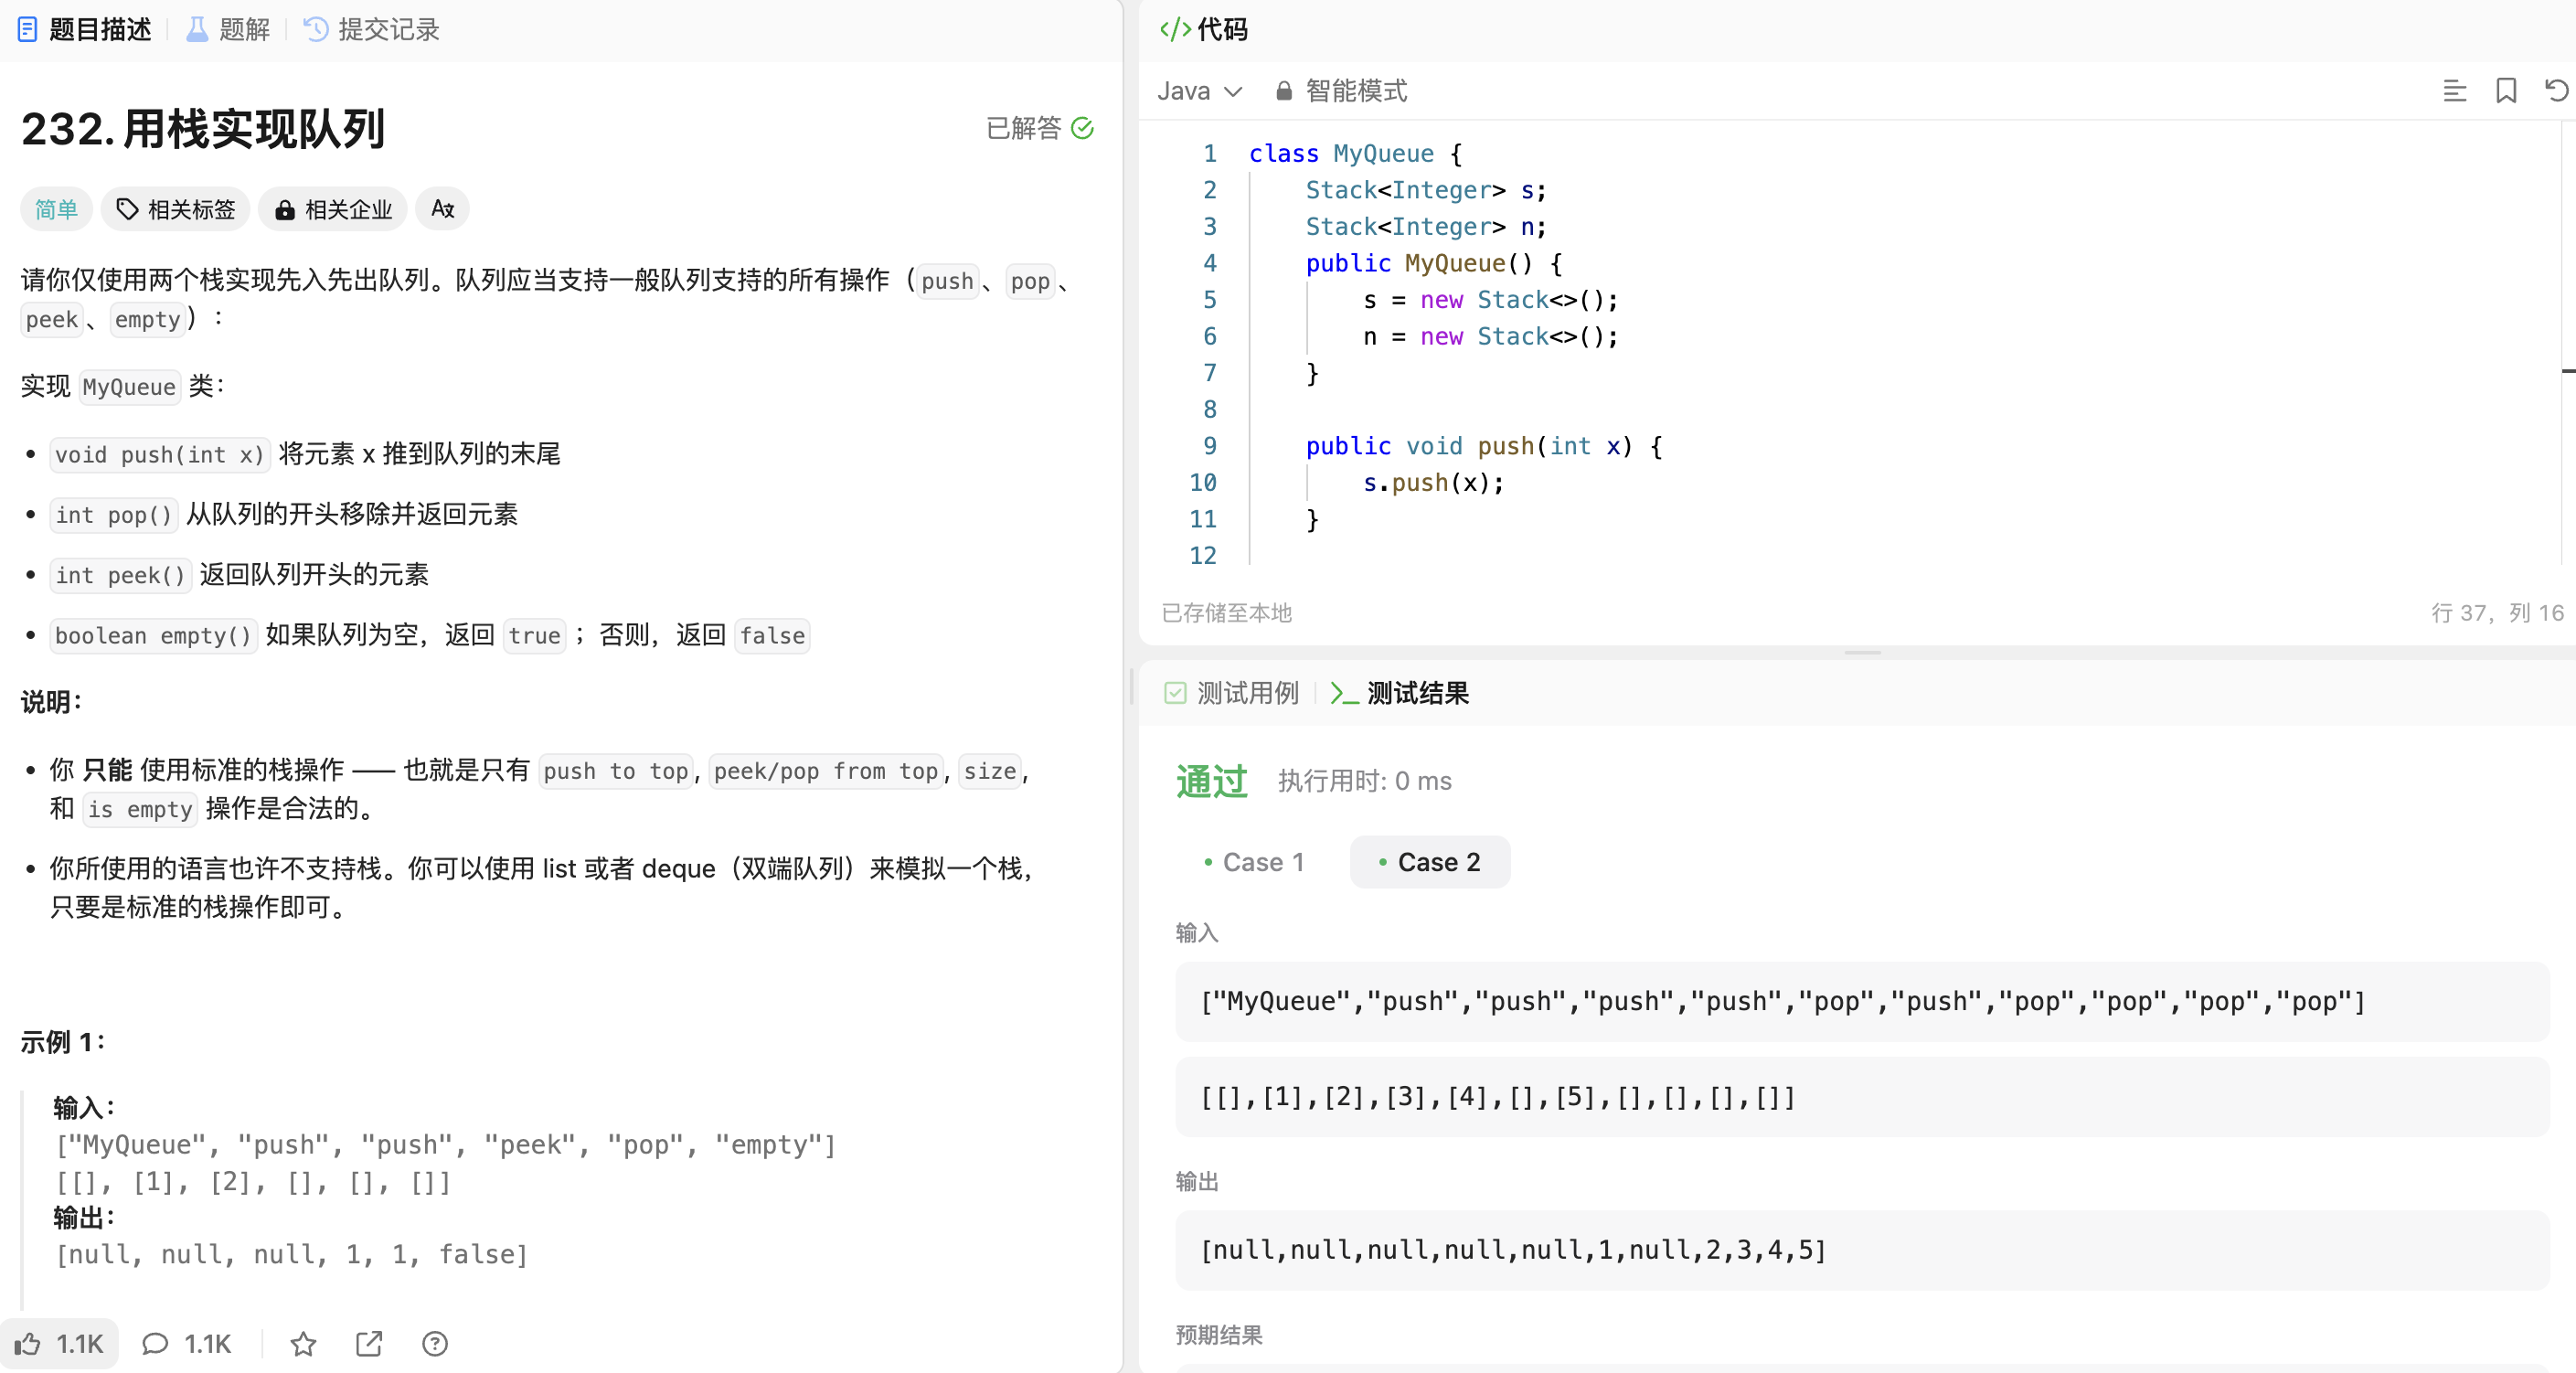 题目描述
题解
提交记录
232. 用栈实现队列
已解答
简单
相关标签
相关企业
请你仅使用两个栈实现先入先出队列。队列应当支持一般队列支持的所有操作（push、pop、
peek、empty）：
实现 MyQueue 类：
• void push(int x) 将元素 x 推到队列的末尾
• int pop() 从队列的开头移除并返回元素
• int peek() 返回队列开头的元素
• boolean empty() 如果队列为空，返回 true ；否则，返回 false
说明：
• 你 只能 使用标准的栈操作 —— 也就是只有 push to top, peek/pop from top, size,
和 is empty 操作是合法的。
• 你所使用的语言也许不支持栈。你可以使用 list 或者 deque（双端队列）来模拟一个栈，
只要是标准的栈操作即可。
示例 1：
输入：
["MyQueue", "push", "push", "peek", "pop", "empty"]
[[], [1], [2], [], [], []]
输出：
[null, null, null, 1, 1, false]
1.1K
1.1K
</> 代码
Java
智能模式
1 class MyQueue {
2 Stack<Integer> s;
3 Stack<Integer> n;
4 public MyQueue() {
5 s = new Stack<>();
6 n = new Stack<>();
7 }
8
9 public void push(int x) {
10 s.push(x);
11 }
12
已存储至本地
行 37，列 16
测试用例
>_ 测试结果
通过
执行用时: 0 ms
• Case 1
• Case 2
输入
["MyQueue","push","push","push","push","pop","push","pop","pop","pop","pop"]
[[],[1],[2],[3],[4],[],[5],[],[],[],[]]
输出
[null,null,null,null,null,1,null,2,3,4,5]
预期结果